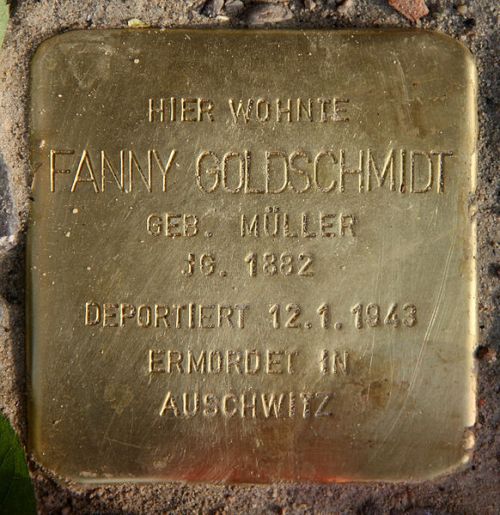 HIER WOHNTE
FANNY GOLDSCHMIDT
GEB. MÜLLER
JG. 1882
DEPORTIERT 12.1.1943
ERMORDET IN
AUSCHWITZ